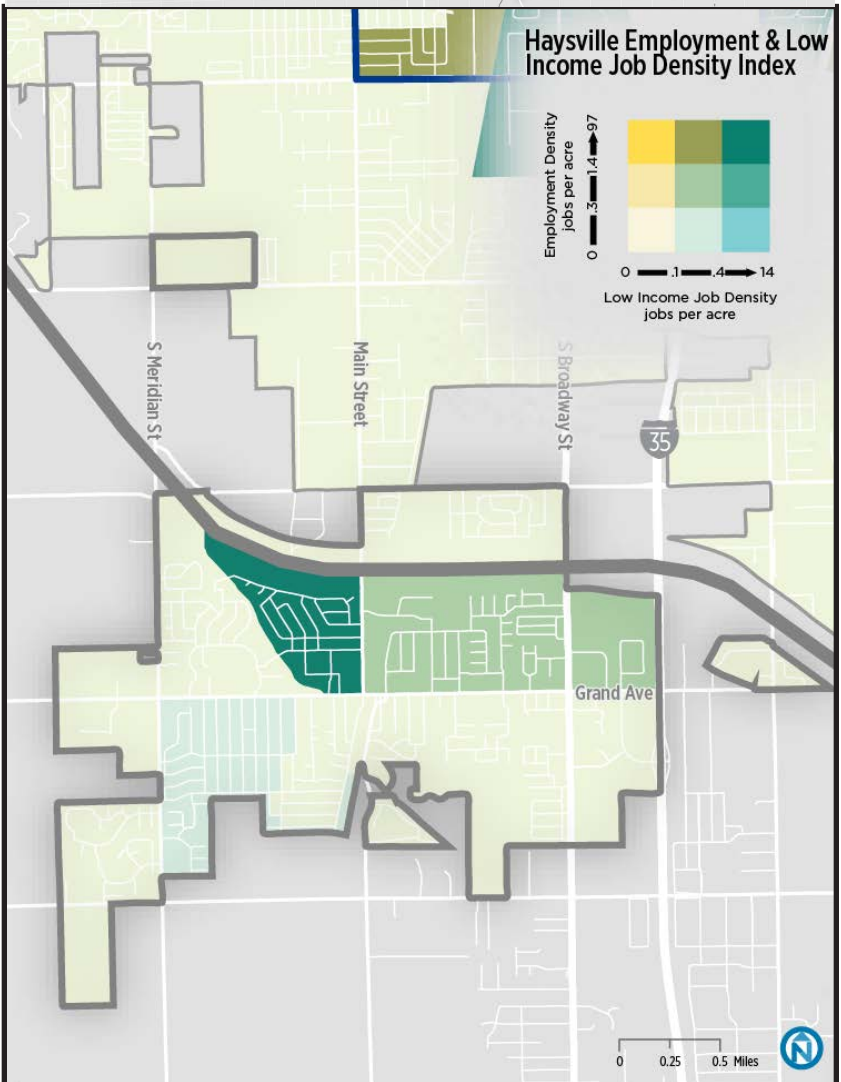 Haysville Employment & Low
Income Job Density Index
Employment Density
jobs per acre
0 .3 1.4 97
0 .1 .4 14
Low Income Job Density
jobs per acre
S Meridian St
Main Street
S Broadway St
35
Grand Ave
0 0.25 0.5 Miles
N